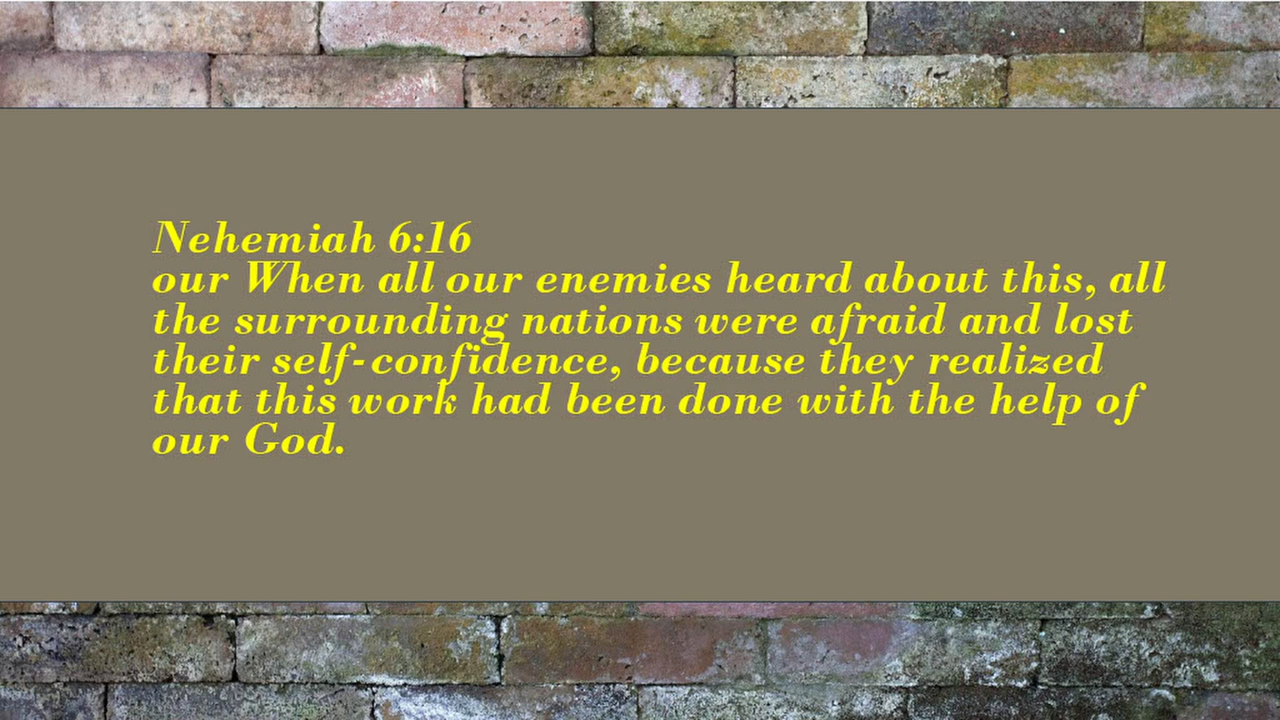 Nehemiah 6:16
our When all our enemies heard about this, all
the surrounding nations were afraid and lost
their self-confidence, because they realized
that this work had been done with the help of
our God.